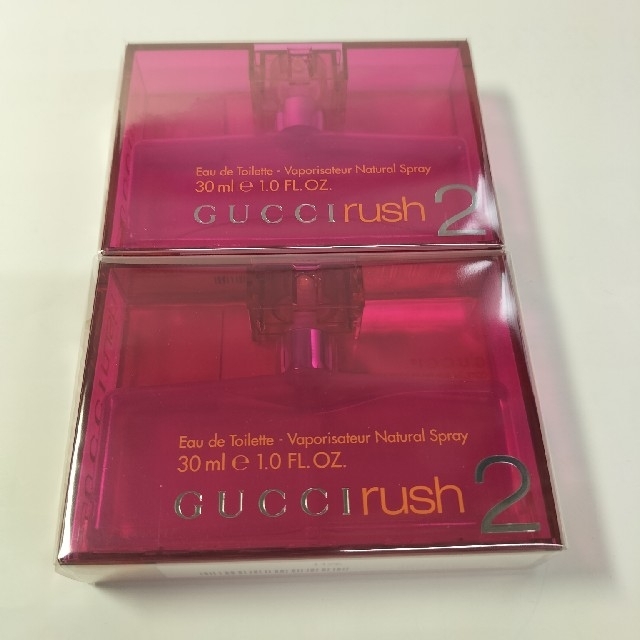 Eau de Toilette - Vaporisateur Natural Spray
30 ml e 1.0 FL.OZ.
GUCCI rush 2
Eau de Toilette - Vaporisateur Natural Spray
30 ml e 1.0 FL.OZ.
GUCCI rush 2